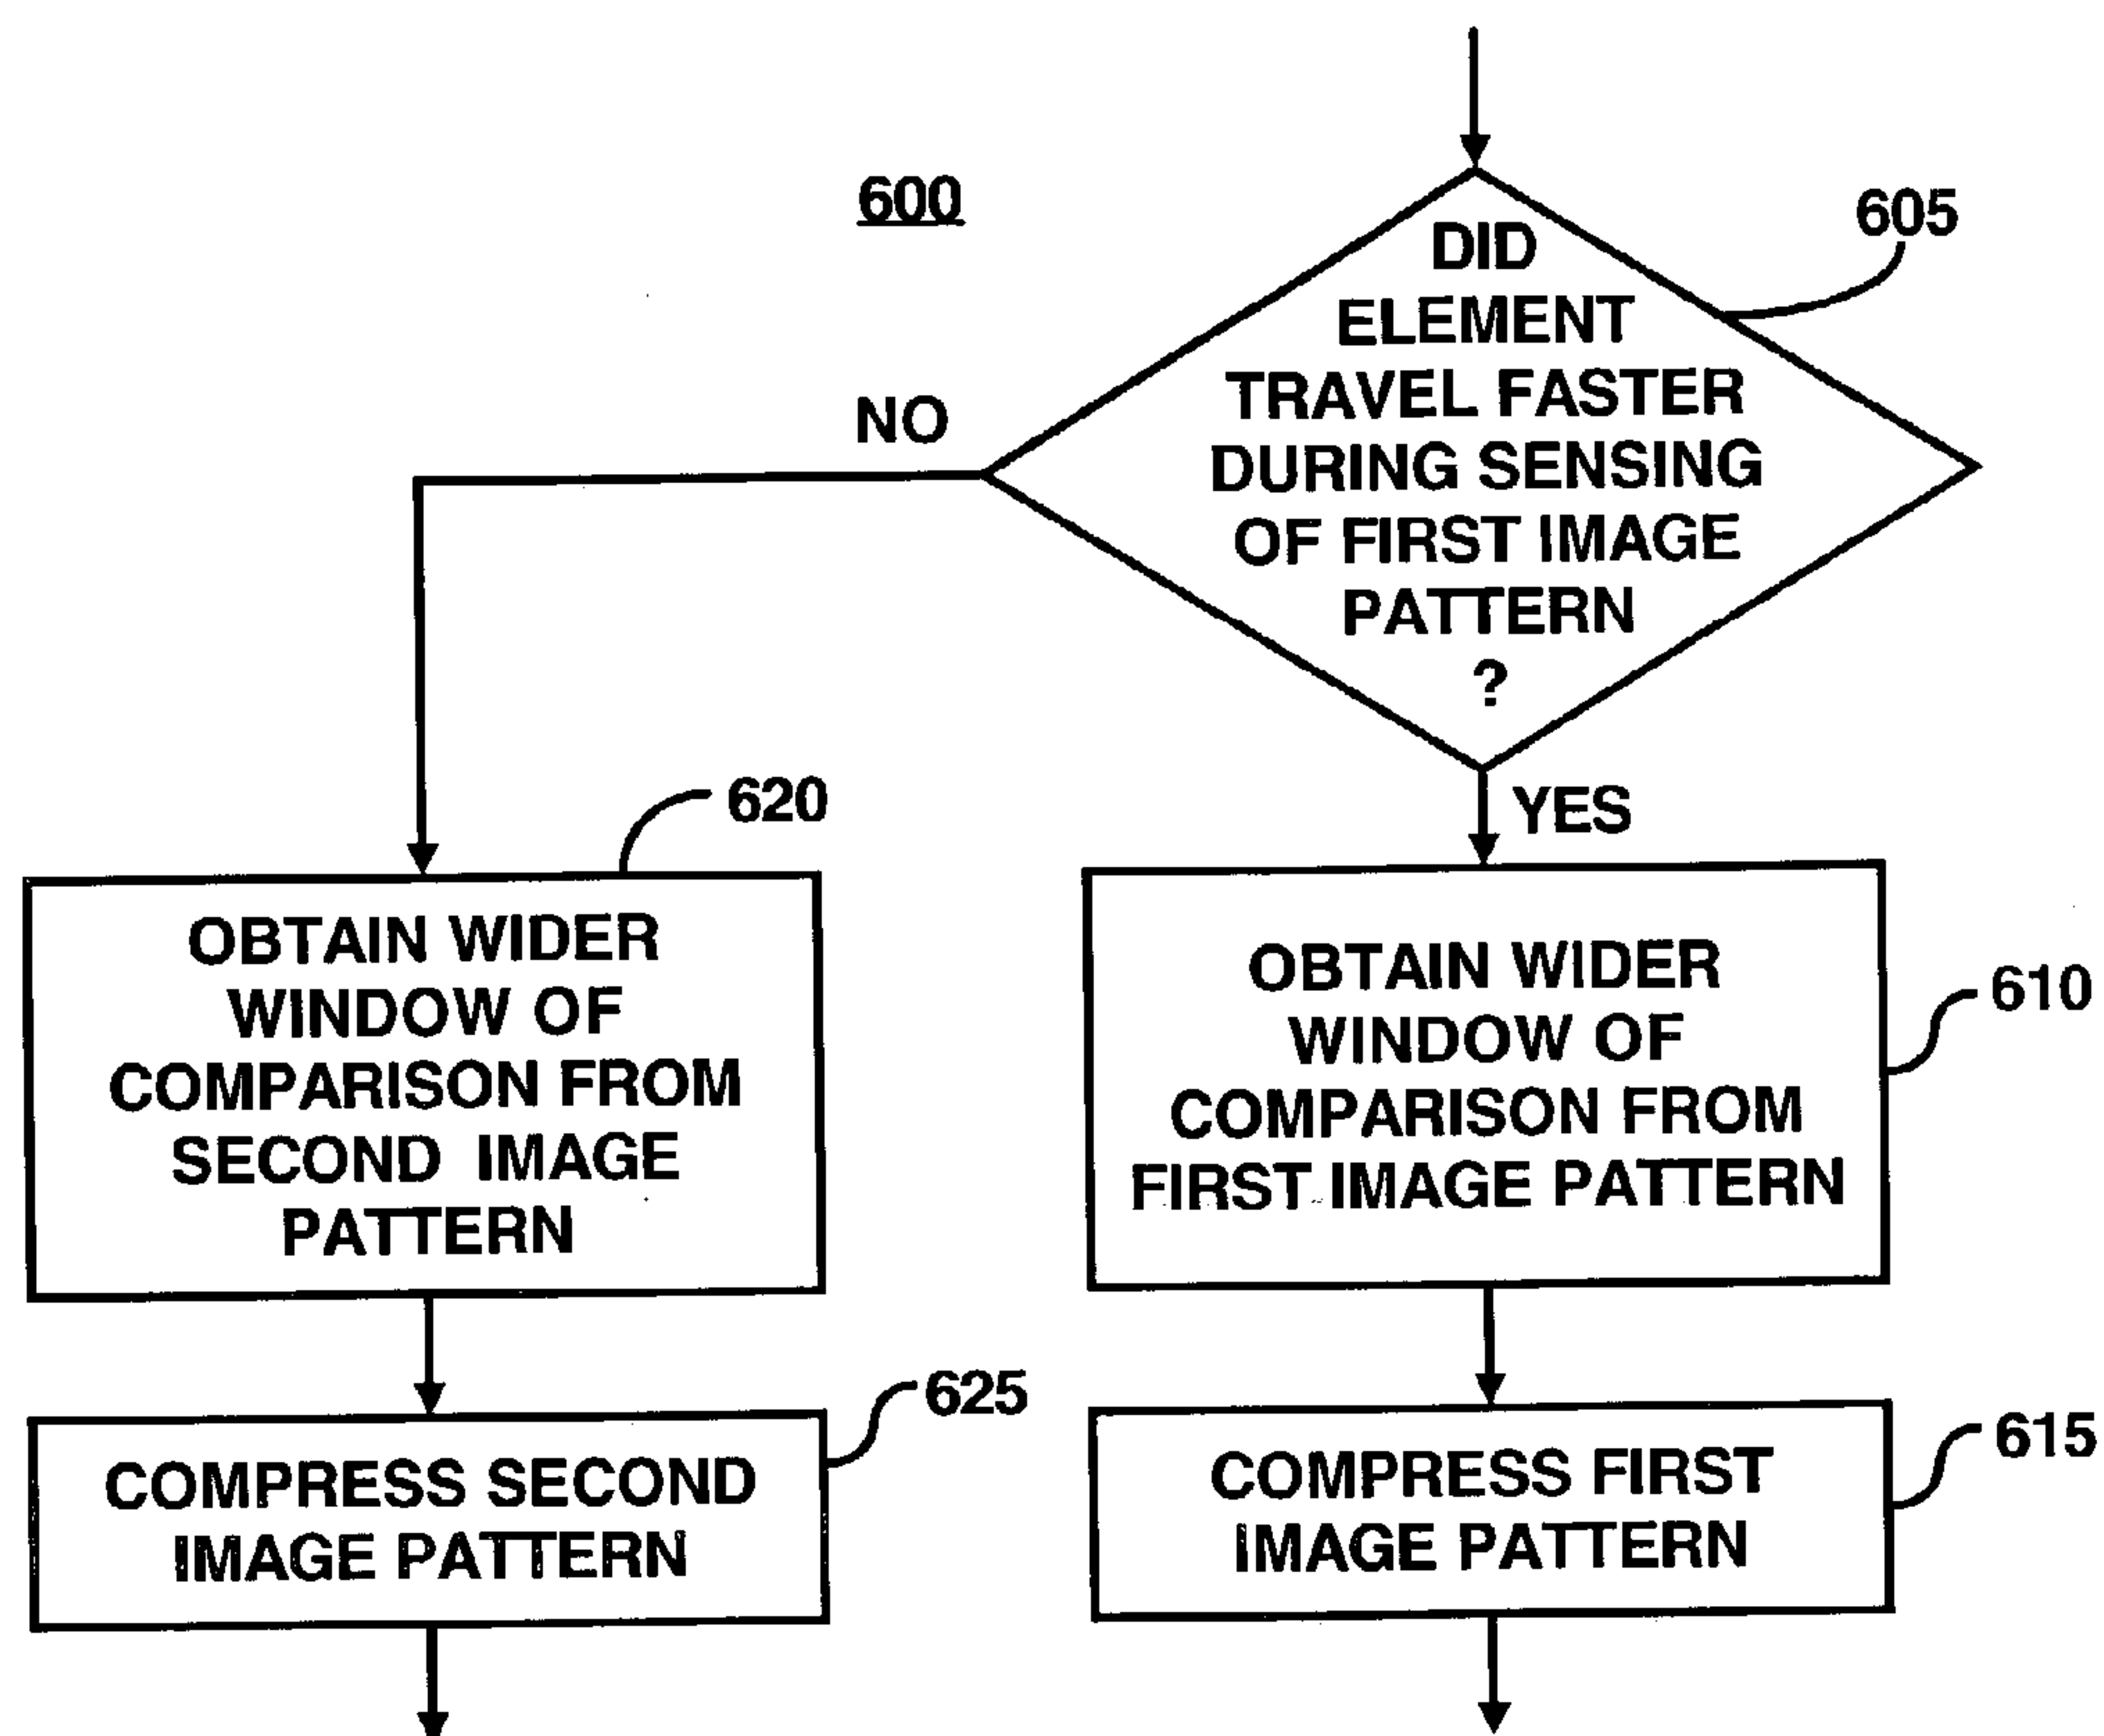 600
605
DID
ELEMENT
TRAVEL FASTER
DURING SENSING
OF FIRST IMAGE
PATTERN
?
NO
YES
620
OBTAIN WIDER
WINDOW OF
COMPARISON FROM
SECOND IMAGE
PATTERN
610
OBTAIN WIDER
WINDOW OF
COMPARISON FROM
FIRST IMAGE PATTERN
625
COMPRESS SECOND
IMAGE PATTERN
615
COMPRESS FIRST
IMAGE PATTERN